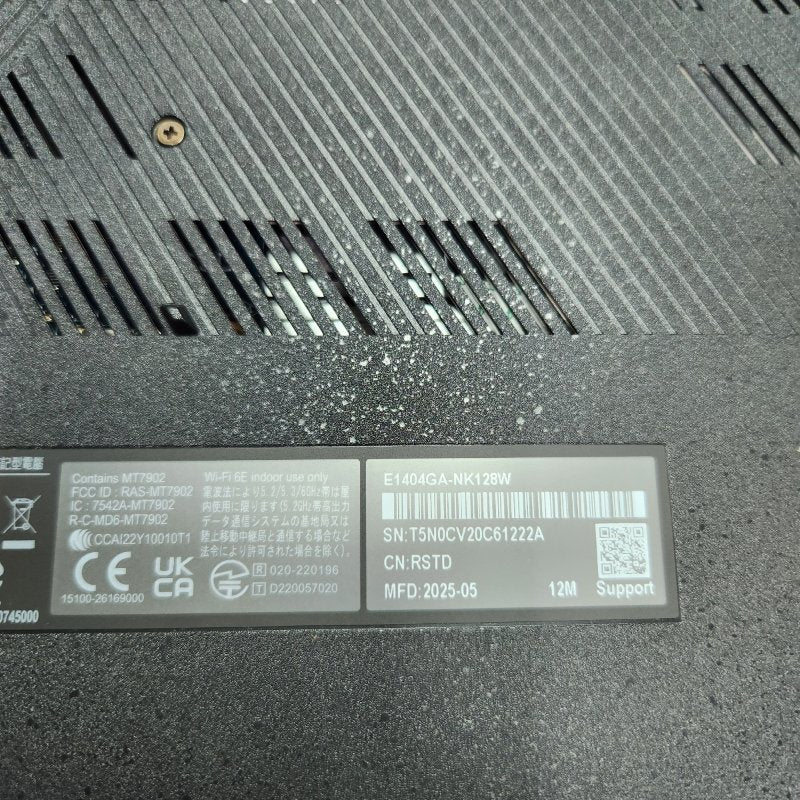 記型電腦
Contains MT7902
FCC ID : RAS-MT7902
IC : 7542A-MT7902
R-C-MD6-MT7902
CCAI22Y10010T1
CE
UK
CA
15100-26169000
0745000
Wi-Fi 6E indoor use only
電波法により5.2/5.3/6GHz帯は屋
内使用に限ります(5.2GHz帯高出力
データ通信システムの基地局又は
陸上移動中継局と通信する場合など
法令により許可された場合を除く).
R 020-220196
T D220057020
E1404GA-NK128W
SN:T5N0CV20C61222A
CN:RSTD
MFD:2025-05
12M
Support